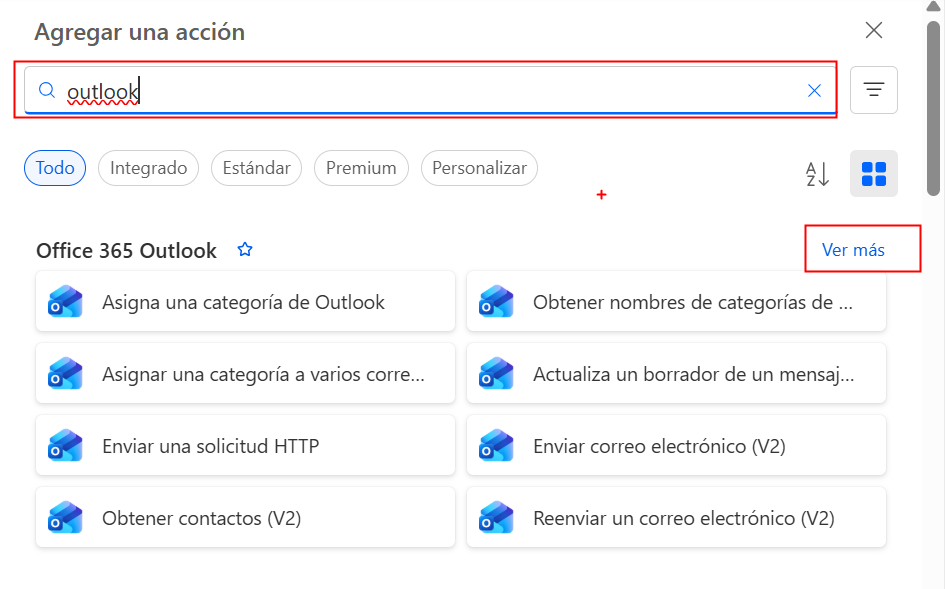 Agregar una acción
outlook
Todo Integrado Estándar Premium Personalizar
Office 365 Outlook Ver más
Asigna una categoría de Outlook Obtener nombres de categorías de ...
Asignar una categoría a varios corre... Actualiza un borrador de un mensaj...
Enviar una solicitud HTTP Enviar correo electrónico (V2)
Obtener contactos (V2) Reenviar un correo electrónico (V2)